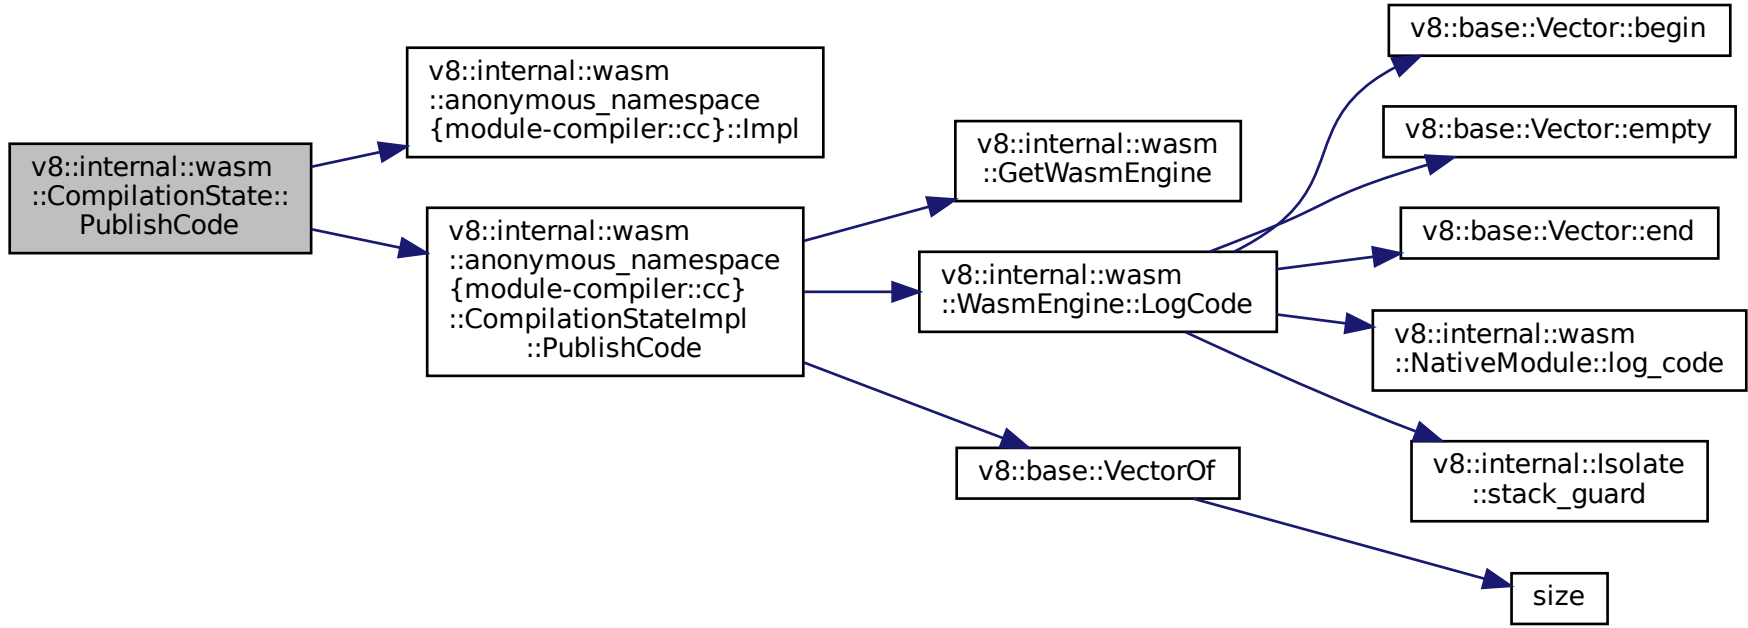 v8::internal::wasm
::CompilationState::
PublishCode
v8::internal::wasm
::anonymous_namespace
{module-compiler::cc}::Impl
v8::internal::wasm
::anonymous_namespace
{module-compiler::cc}
::CompilationStateImpl
::PublishCode
v8::internal::wasm
::GetWasmEngine
v8::internal::wasm
::WasmEngine::LogCode
v8::base::VectorOf
v8::base::Vector::begin
v8::base::Vector::empty
v8::base::Vector::end
v8::internal::wasm
::NativeModule::log_code
v8::internal::Isolate
::stack_guard
size